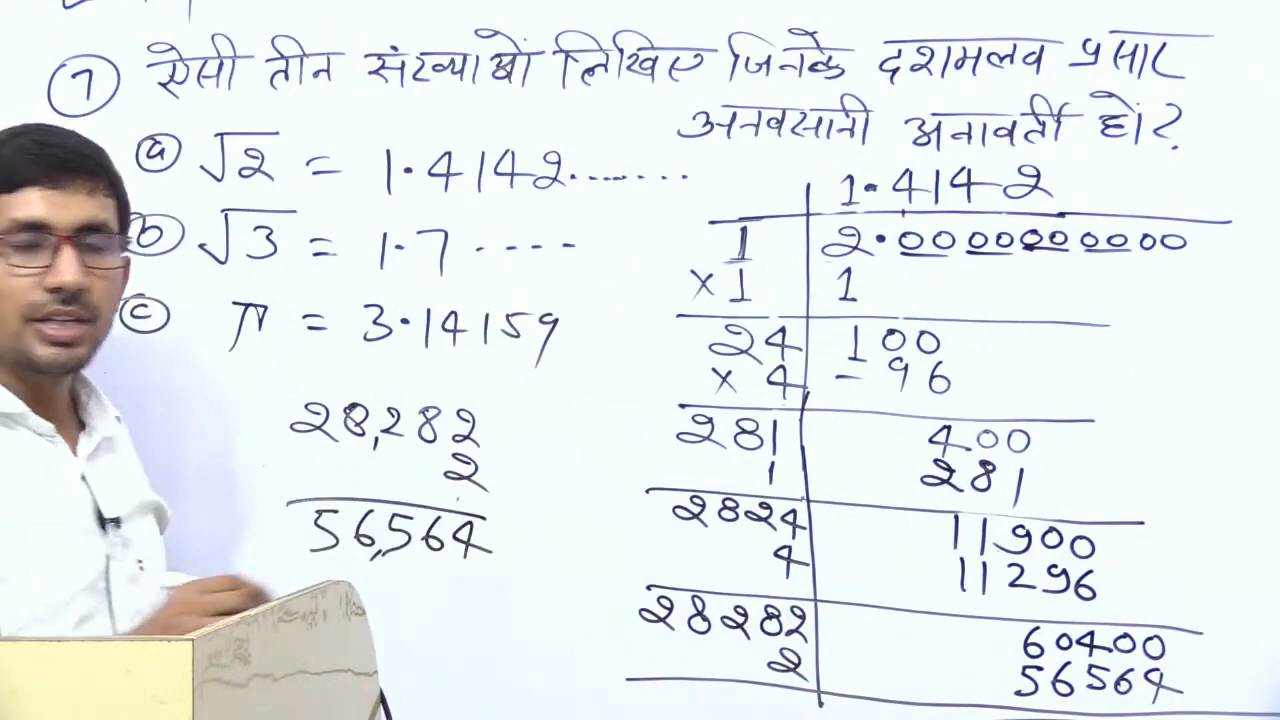 7 ऐसी तीन संख्याओं लिखिए जिनके दशमलव प्रसार
अनवसानी अनावर्ती हों?
a √2 = 1.4142.......
b √3 = 1.7 ....
c π = 3.14159
28,282
2
56,564
1.4142
1 2.0000000000
×1 1
24 100
×4 -96
281 400
1 281
2824 11900
4 11296
28282 60400
2 56564